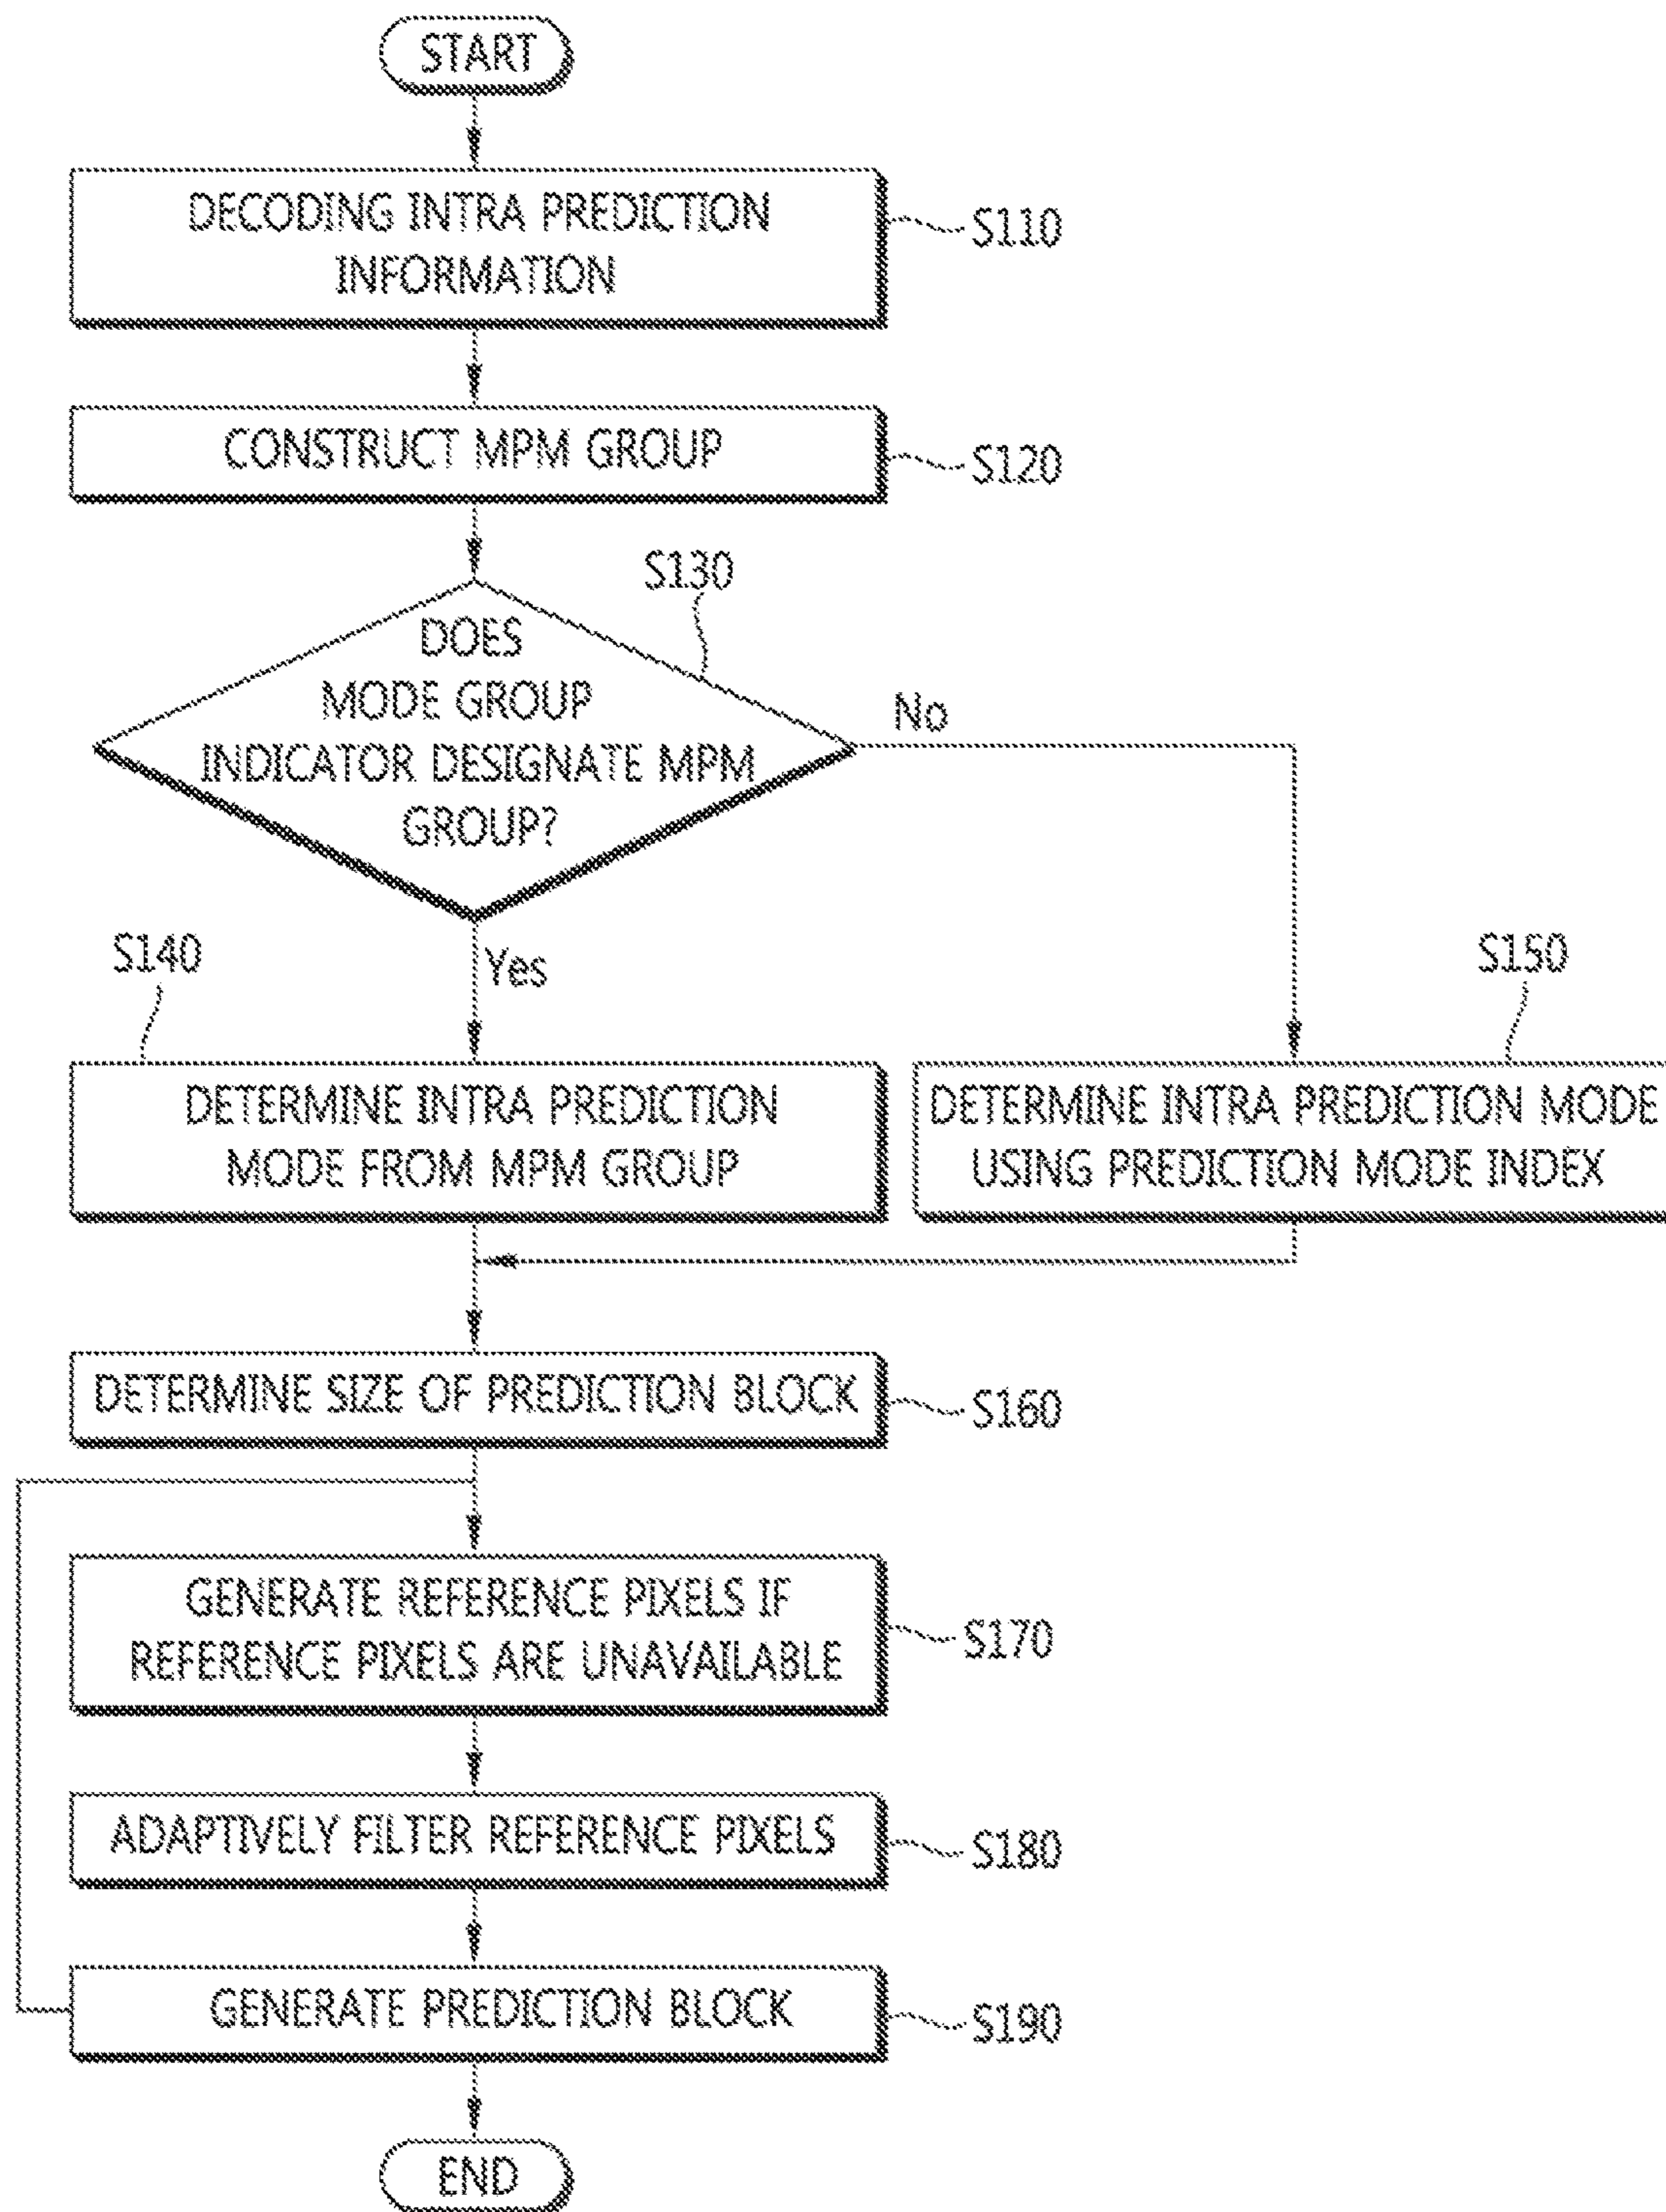 START
DECODING INTRA PREDICTION
INFORMATION
S110
CONSTRUCT MPM GROUP
S120
S130
DOES
MODE GROUP
INDICATOR DESIGNATE MPM
GROUP?
No
Yes
S140
S150
DETERMINE INTRA PREDICTION
MODE FROM MPM GROUP
DETERMINE INTRA PREDICTION MODE
USING PREDICTION MODE INDEX
DETERMINE SIZE OF PREDICTION BLOCK
S160
GENERATE REFERENCE PIXELS IF
REFERENCE PIXELS ARE UNAVAILABLE
S170
ADAPTIVELY FILTER REFERENCE PIXELS
S180
GENERATE PREDICTION BLOCK
S190
END